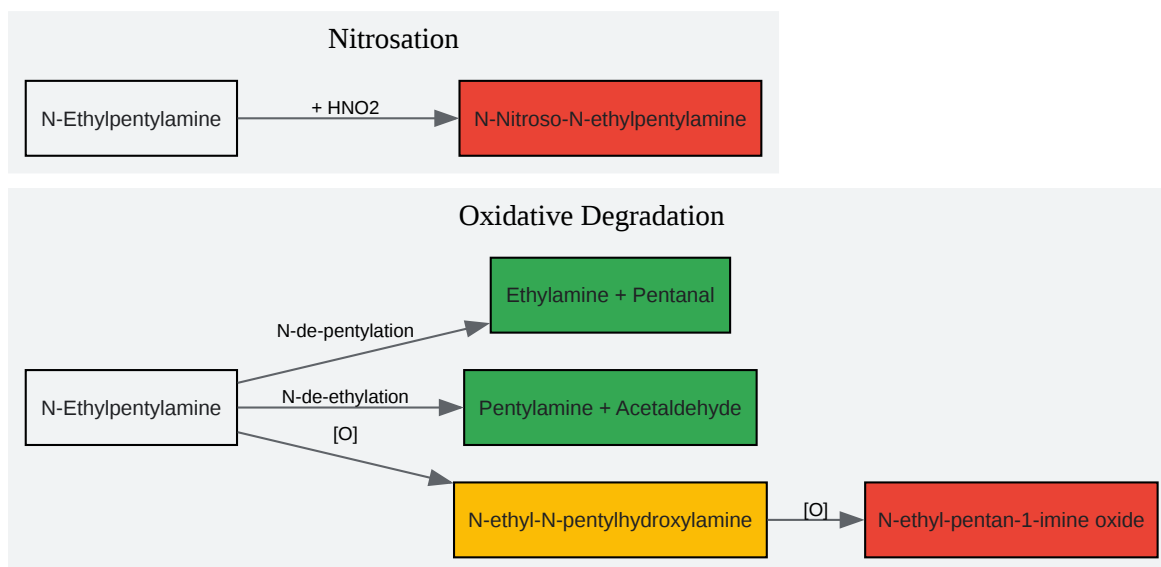 Nitrosation
N-Ethylpentylamine
+ HNO2
N-Nitroso-N-ethylpentylamine
Oxidative Degradation
Ethylamine + Pentanal
N-de-pentylation
N-Ethylpentylamine
N-de-ethylation
Pentylamine + Acetaldehyde
[O]
N-ethyl-N-pentylhydroxylamine
[O]
N-ethyl-pentan-1-imine oxide